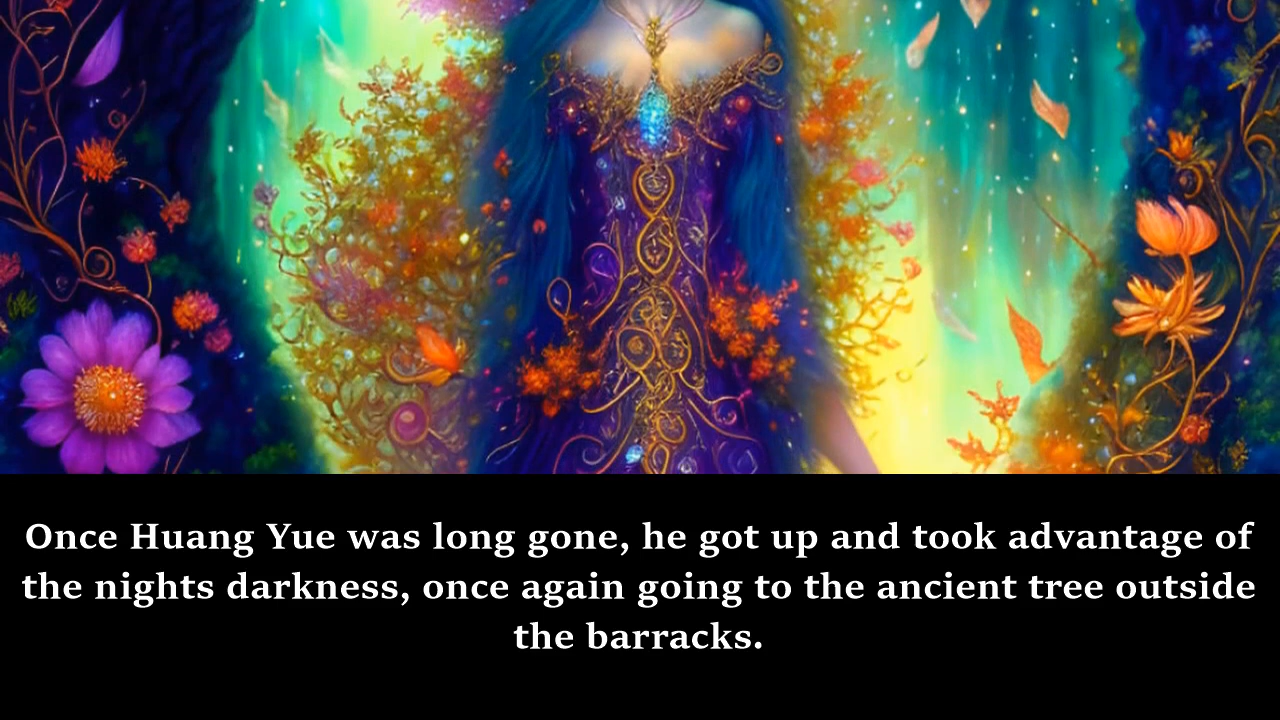 Once Huang Yue was long gone, he got up and took advantage of
the nights darkness, once again going to the ancient tree outside
the barracks.